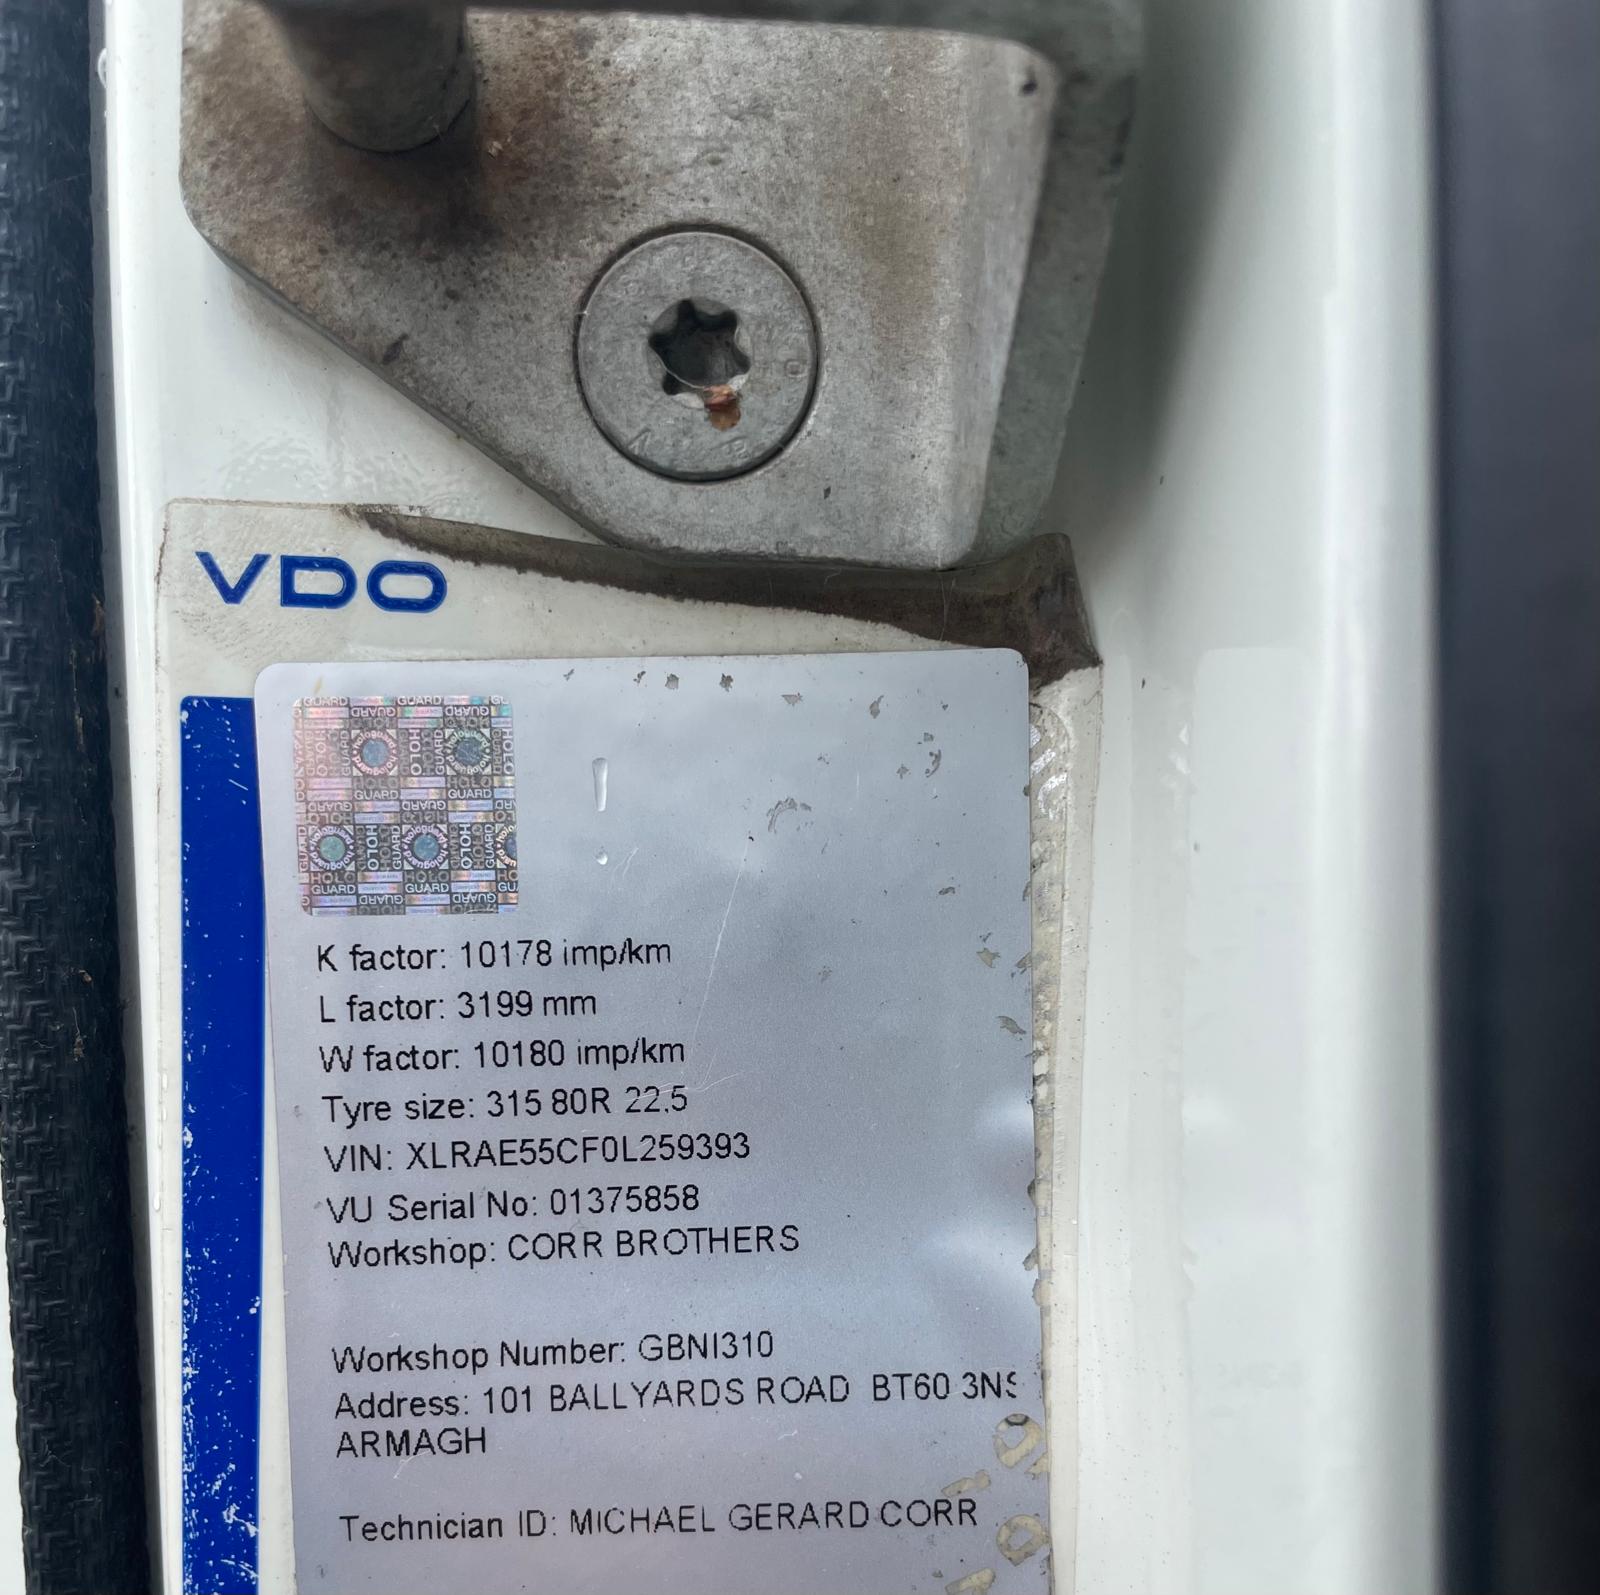 VDO
K factor: 10178 imp/km
L factor: 3199 mm
W factor: 10180 imp/km
Tyre size: 315 80R 22.5
VIN: XLRAE55CF0L259393
VU Serial No: 01375858
Workshop: CORR BROTHERS
Workshop Number: GBNI310
Address: 101 BALLYARDS ROAD BT60
ARMAGH
Technician ID: MICHAEL GERARD CORR